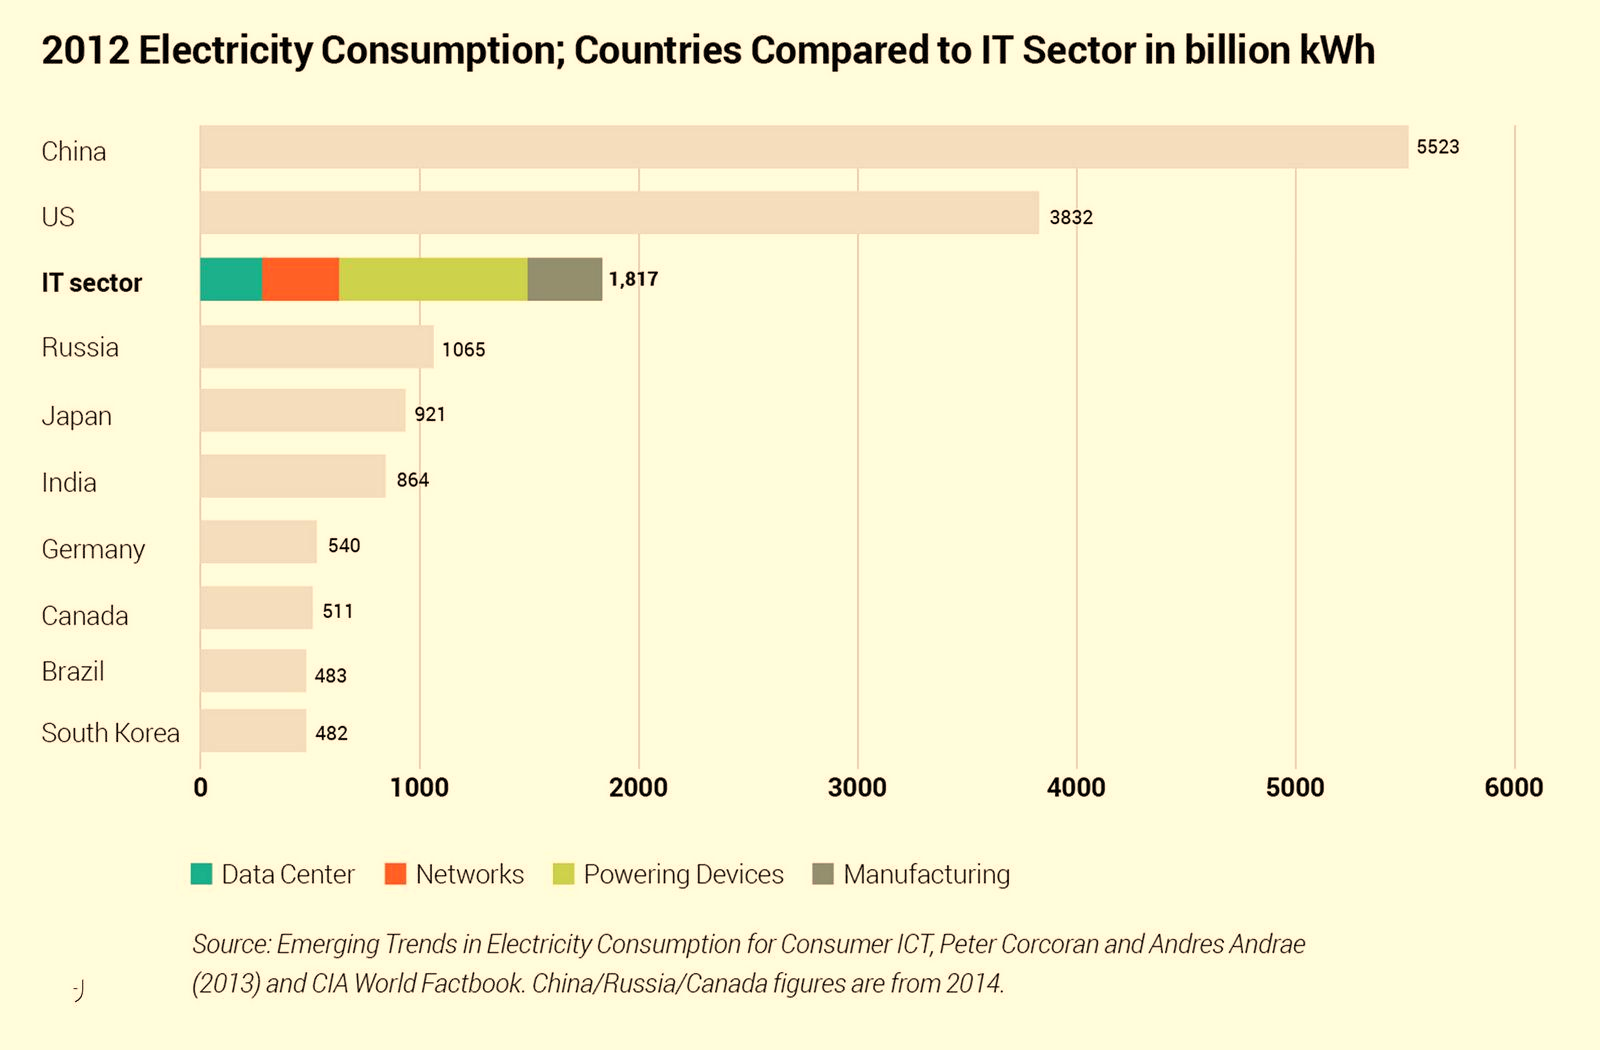 2012 Electricity Consumption; Countries Compared to IT Sector in billion kWh
China 5523
US 3832
IT sector 1,817
Russia 1065
Japan 921
India 864
Germany 540
Canada 511
Brazil 483
South Korea 482
0 1000 2000 3000 4000 5000 6000
Data Center Networks Powering Devices Manufacturing
Source: Emerging Trends in Electricity Consumption for Consumer ICT, Peter Corcoran and Andres Andrae
(2013) and CIA World Factbook. China/Russia/Canada figures are from 2014.